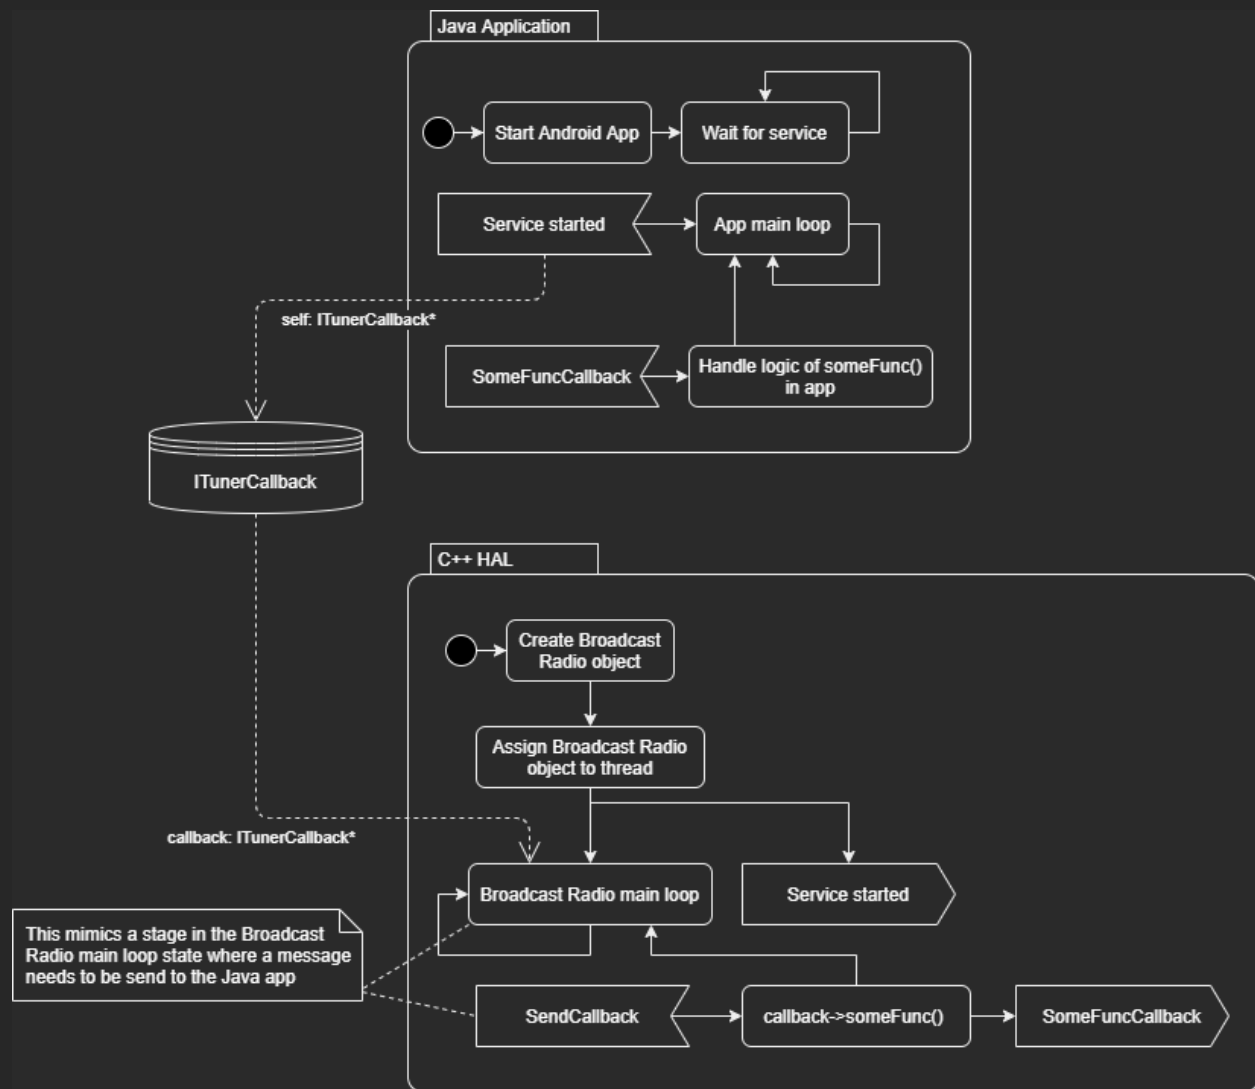 Java Application
Start Android App
Wait for service
Service started
App main loop
self: ITunerCallback*
SomeFuncCallback
Handle logic of someFunc()
in app
ITunerCallback
C++ HAL
Create Broadcast
Radio object
Assign Broadcast Radio
object to thread
callback: ITunerCallback*
Broadcast Radio main loop
Service started
This mimics a stage in the Broadcast
Radio main loop state where a message
needs to be send to the Java app
SendCallback
callback->someFunc()
SomeFuncCallback